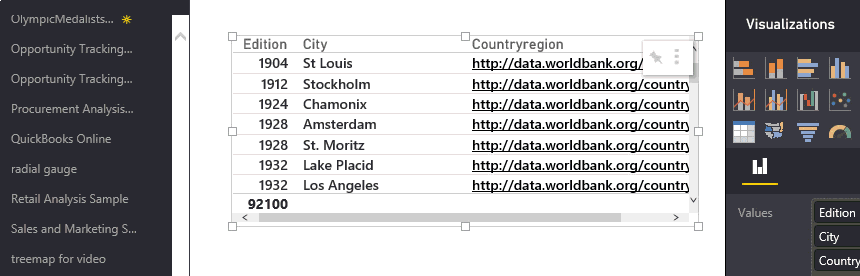 OlympicMedalists...
Opportunity Tracking...
Opportunity Tracking...
Procurement Analysis...
QuickBooks Online
radial gauge
Retail Analysis Sample
Sales and Marketing S...
treemap for video
Edition City Countryregion
1904 St Louis http://data.worldbank.org/
1912 Stockholm http://data.worldbank.org/country
1924 Chamonix http://data.worldbank.org/country
1928 Amsterdam http://data.worldbank.org/country
1928 St. Moritz http://data.worldbank.org/country
1932 Lake Placid http://data.worldbank.org/country
1932 Los Angeles http://data.worldbank.org/country
92100
Visualizations
Values
Edition
City
Country